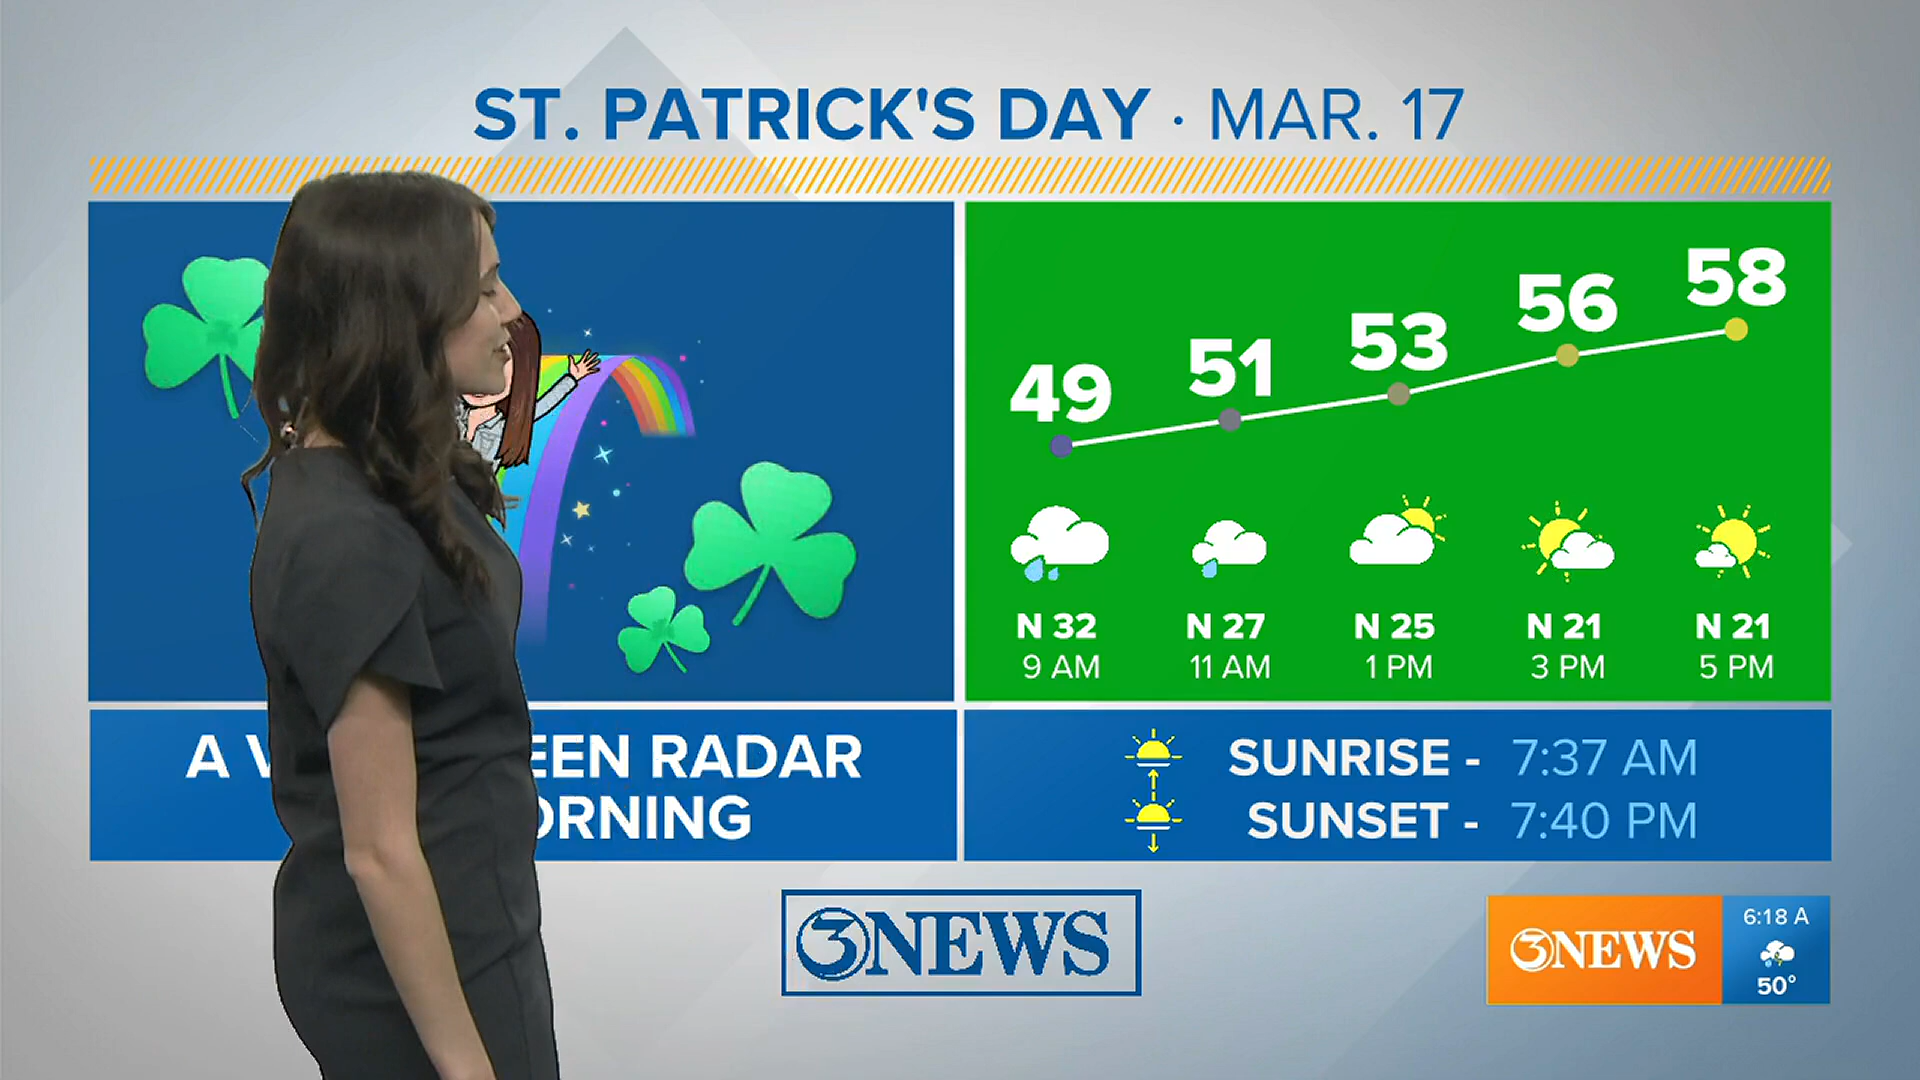 ST. PATRICK'S DAY · MAR. 17
49
51
53
56
58
N 32
N 27
N 25
N 21
N 21
9 AM
11 AM
1 PM
3 PM
5 PM
A RADAR
SUNRISE - 7:37 AM
SUNSET - 7:40 PM
3NEWS
3NEWS
6:18 A
50°